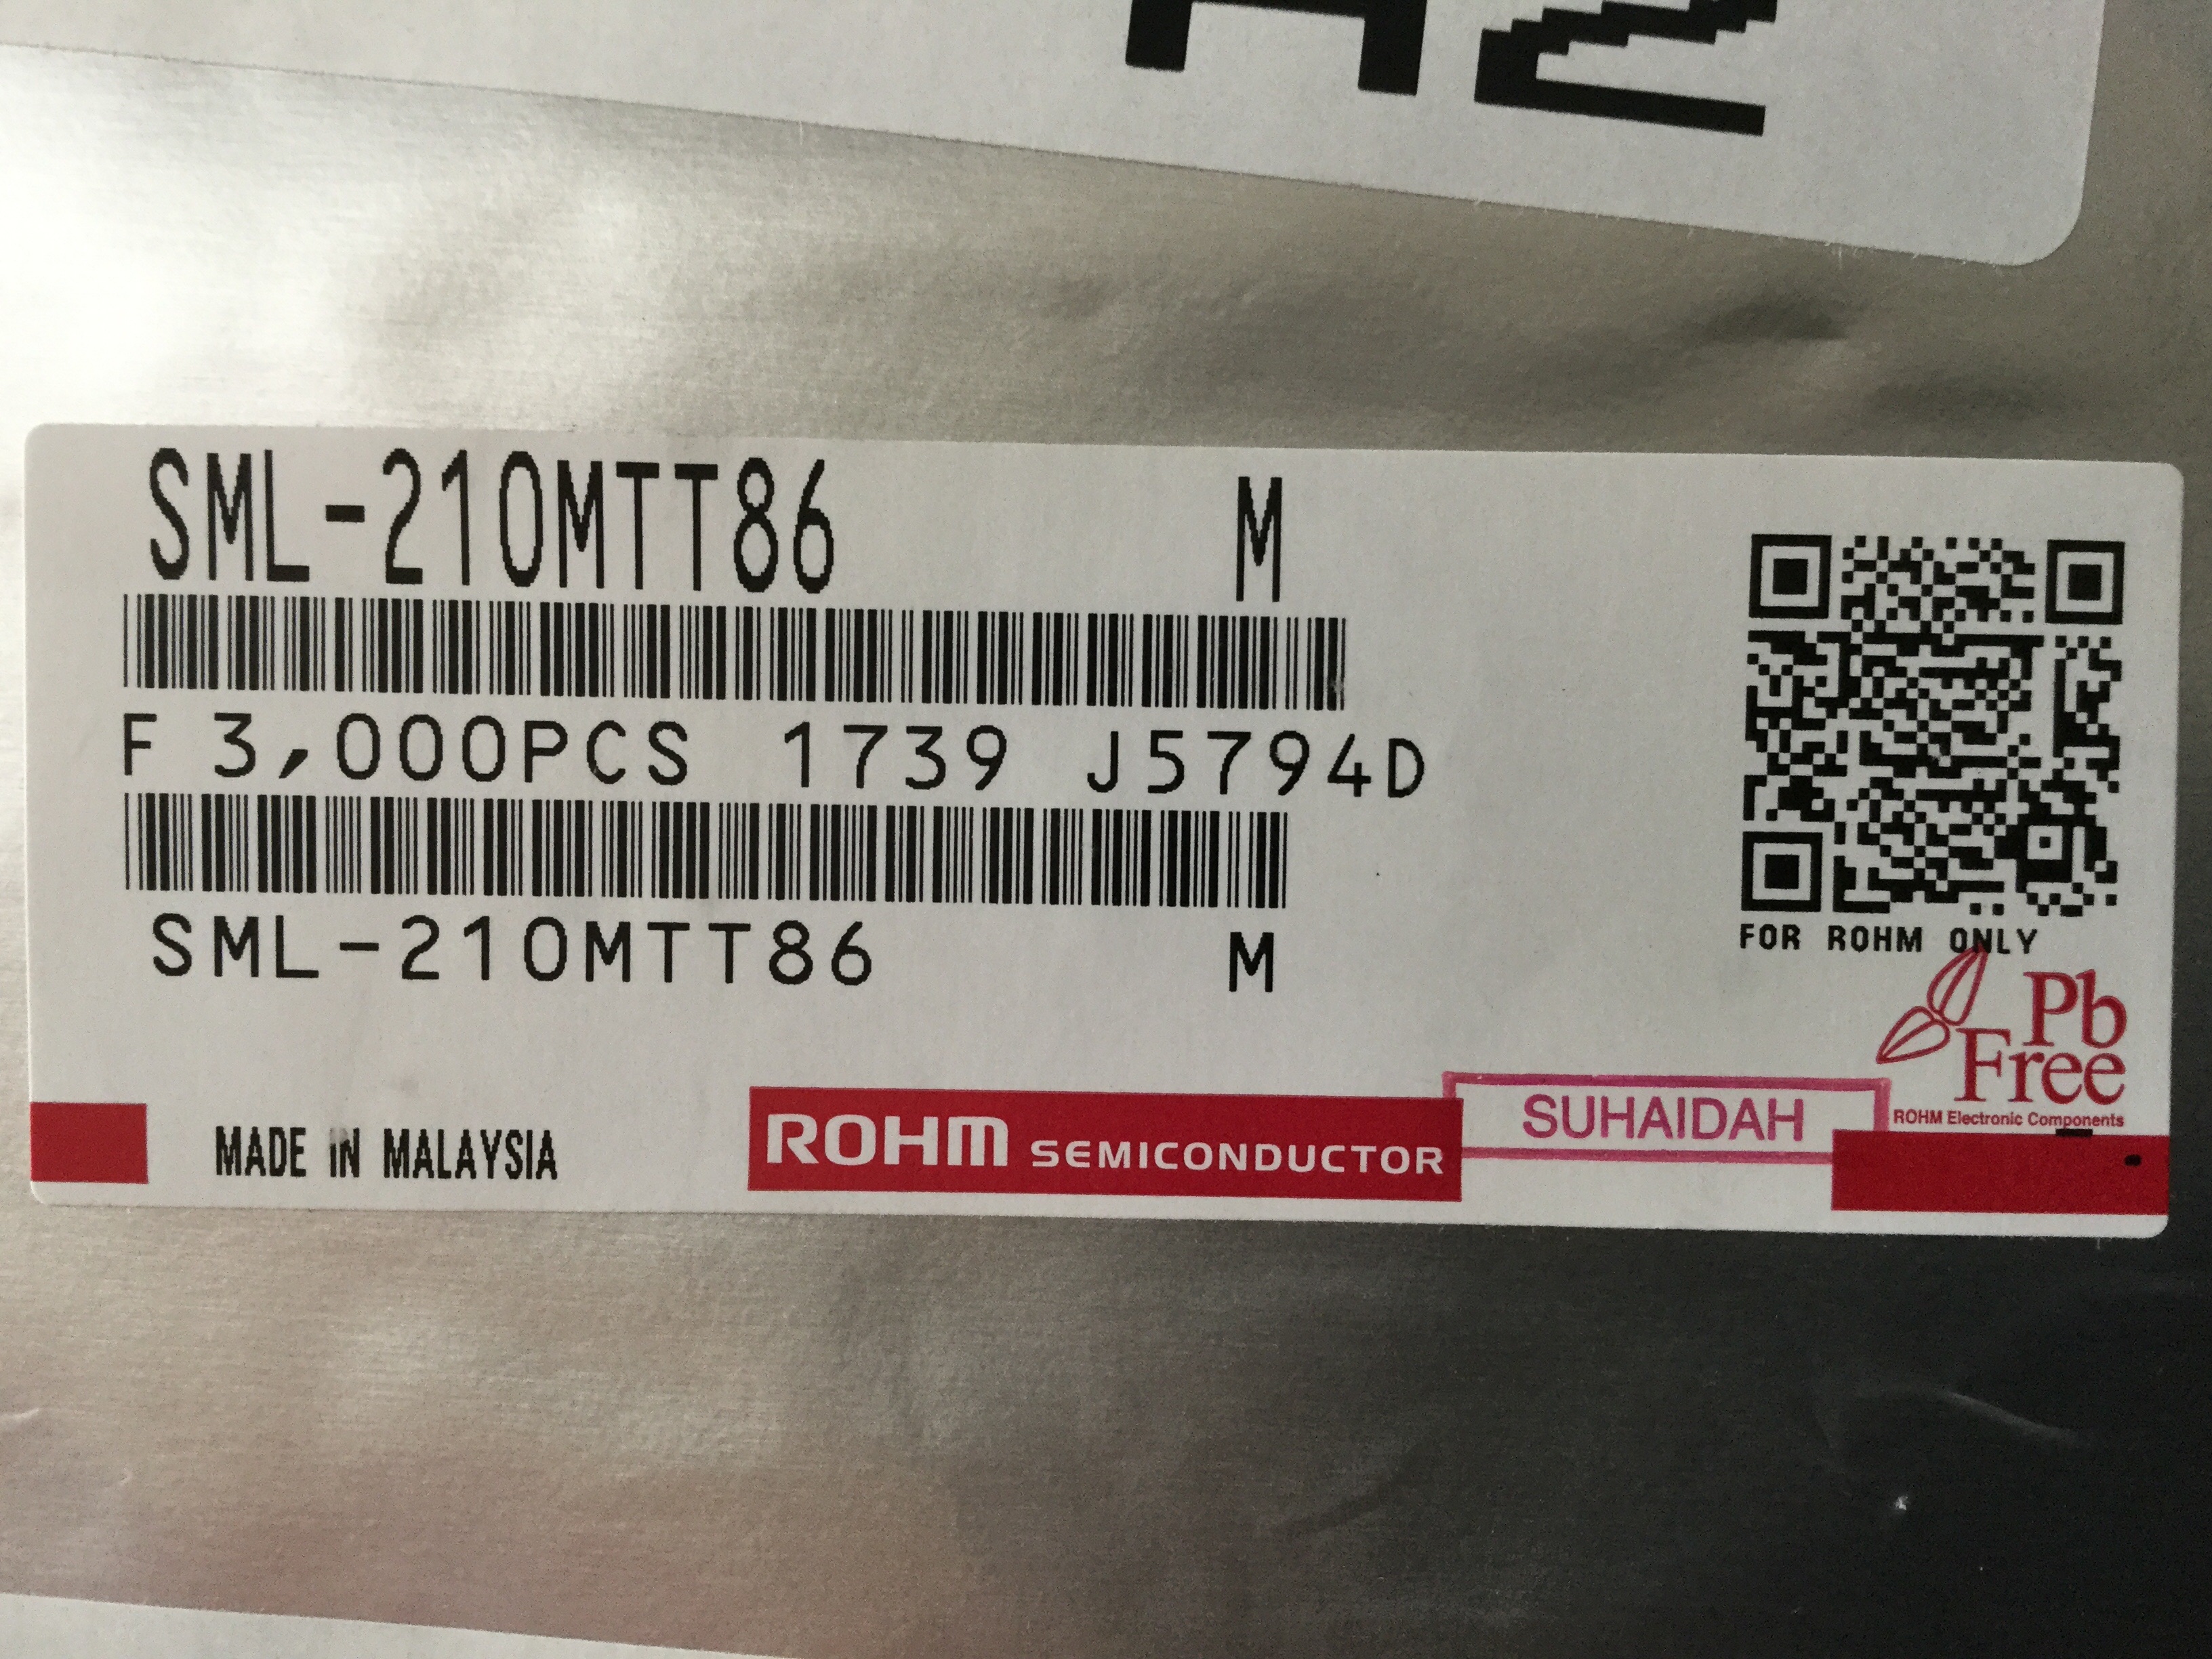 SML-210MTT86 M
F 3,000PCS 1739 J5794D
SML-210MTT86 M
FOR ROHM ONLY
Pb
Free
ROHM Electronic Components
SUHAIDAH
MADE IN MALAYSIA
ROHM SEMICONDUCTOR